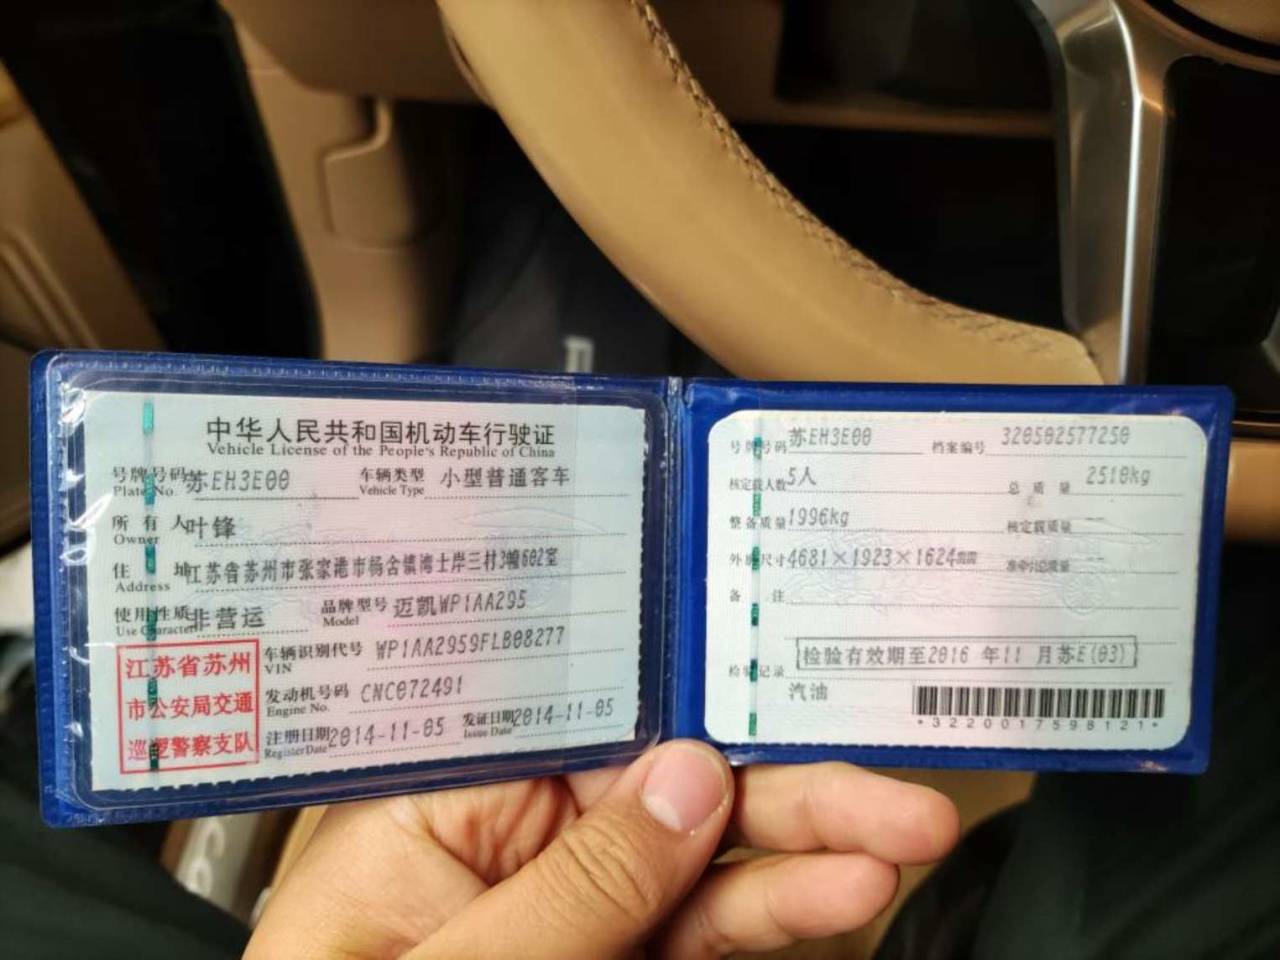 中华人民共和国机动车行驶证
Vehicle License of the People's Republic of China
号牌号码 苏EH3E00 车辆类型 小型普通客车
Plate No. Vehicle Type
所有人 叶锋
Owner
住址 江苏省苏州市张家港市杨舍镇湾士岸三村3幢602室
Address
使用性质 非营运 品牌型号 迈凯WP1AA295
Use Character Model
江苏省苏州
市公安局交通
巡逻警察支队
车辆识别代号 WP1AA2959FLB08277
VIN
发动机号码 CNC072491
Engine No.
注册日期 2014-11-05 发证日期 2014-11-05
Register Date Issue Date
号牌号码 苏EH3E00 档案编号 320502577250
核定载人数 5人 总质量 2510kg
整备质量 1996kg 核定载质量 --
外廓尺寸 4681×1923×1624mm 准牵引总质量 --
备注
检验记录 检验有效期至2016年11月苏E(03)
汽油
*3220017598121*